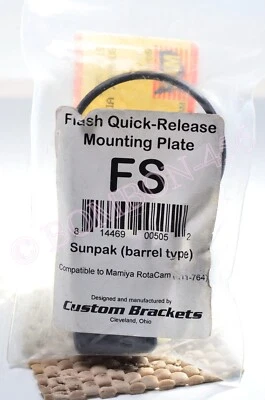 Flash Quick-Release
Mounting Plate
FS
8 14469 00505 2
Sunpak (barrel type)
Compatible to Mamiya RotaCam
Designed and manufactured by
Custom Brackets
Cleveland, Ohio